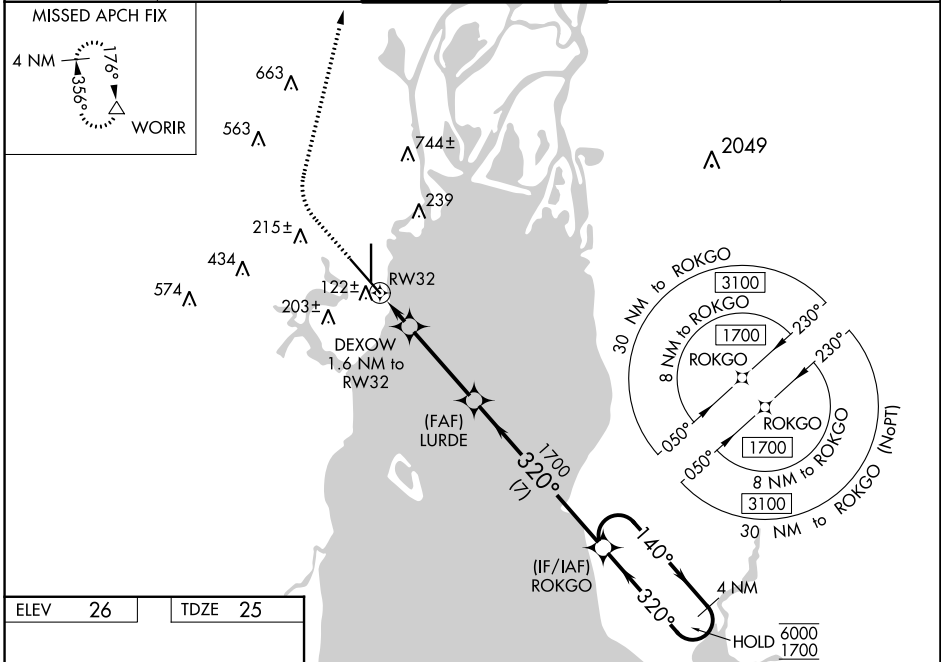 MISSED APCH FIX
4 NM
176°
356°
WORIR
663
563
744±
2049
239
215±
434
574
122±
RW32
203±
DEXOW
1.6 NM to
RW32
(FAF)
LURDE
1700
320°
(7)
(IF/IAF)
ROKGO
140°
320°
4 NM
HOLD
6000
1700
30 NM to ROKGO
3100
8 NM to ROKGO
1700
ROKGO
230°
050°
230°
050°
ROKGO
1700
8 NM to ROKGO
3100
30 NM to ROKGO (NoPT)
ELEV 26
TDZE 25